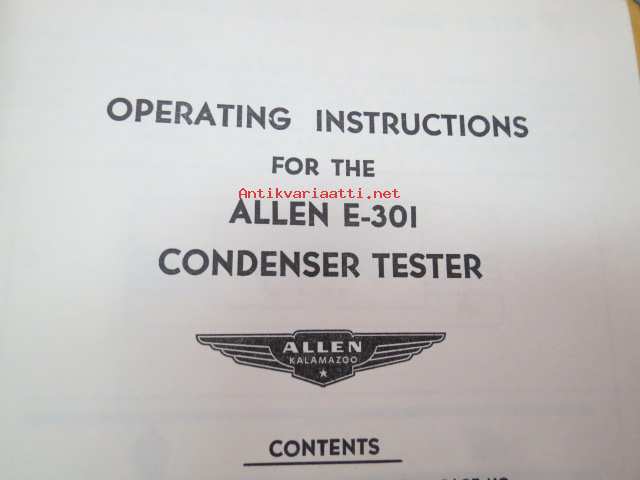 OPERATING INSTRUCTIONS
FOR THE
Antikvariaatti.net
ALLEN E-301
CONDENSER TESTER
ALLEN
KALAMAZOO
CONTENTS